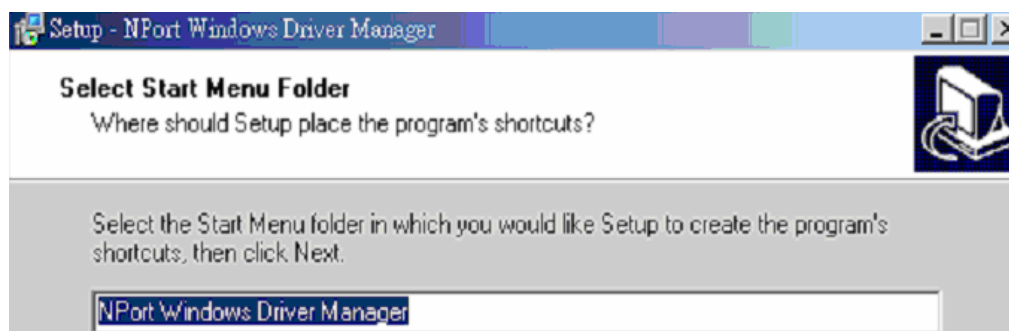 Setup - NPort Windows Driver Manager
Select Start Menu Folder
Where should Setup place the program's shortcuts?
Select the Start Menu folder in which you would like Setup to create the program's
shortcuts, then click Next.
NPort Windows Driver Manager